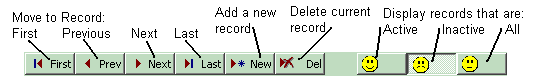 Move to Record:
First
Previous
Next
Last
Add a new
record
Delete current
record
Display records that are:
Active
Inactive
All
First
Prev
Next
Last
New
Del